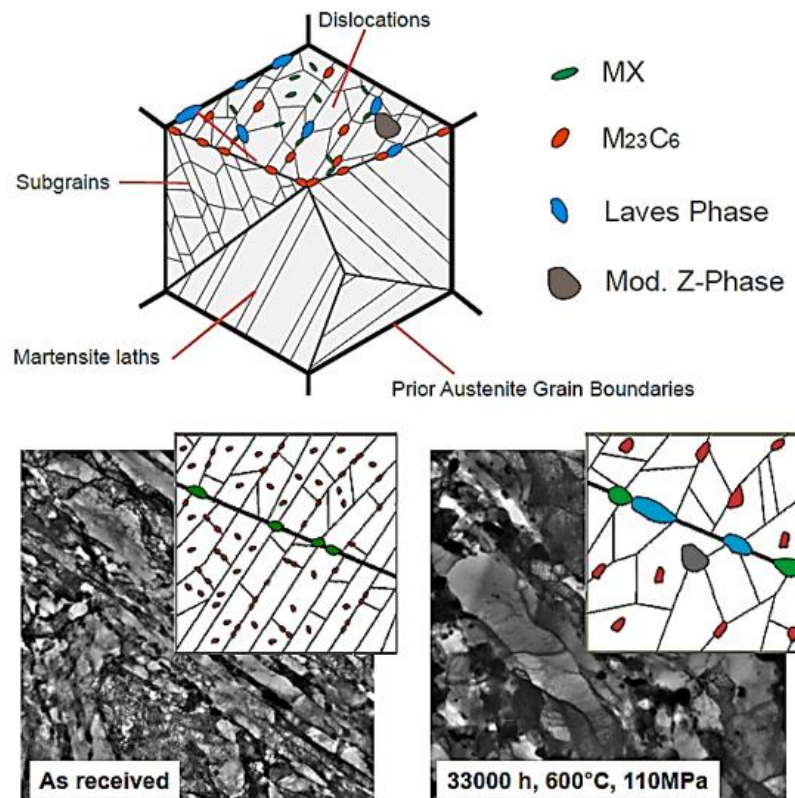 Dislocations
MX
M23C6
Subgrains
Laves Phase
Mod. Z-Phase
Martensite laths
Prior Austenite Grain Boundaries
As received
33000 h, 600°C, 110MPa